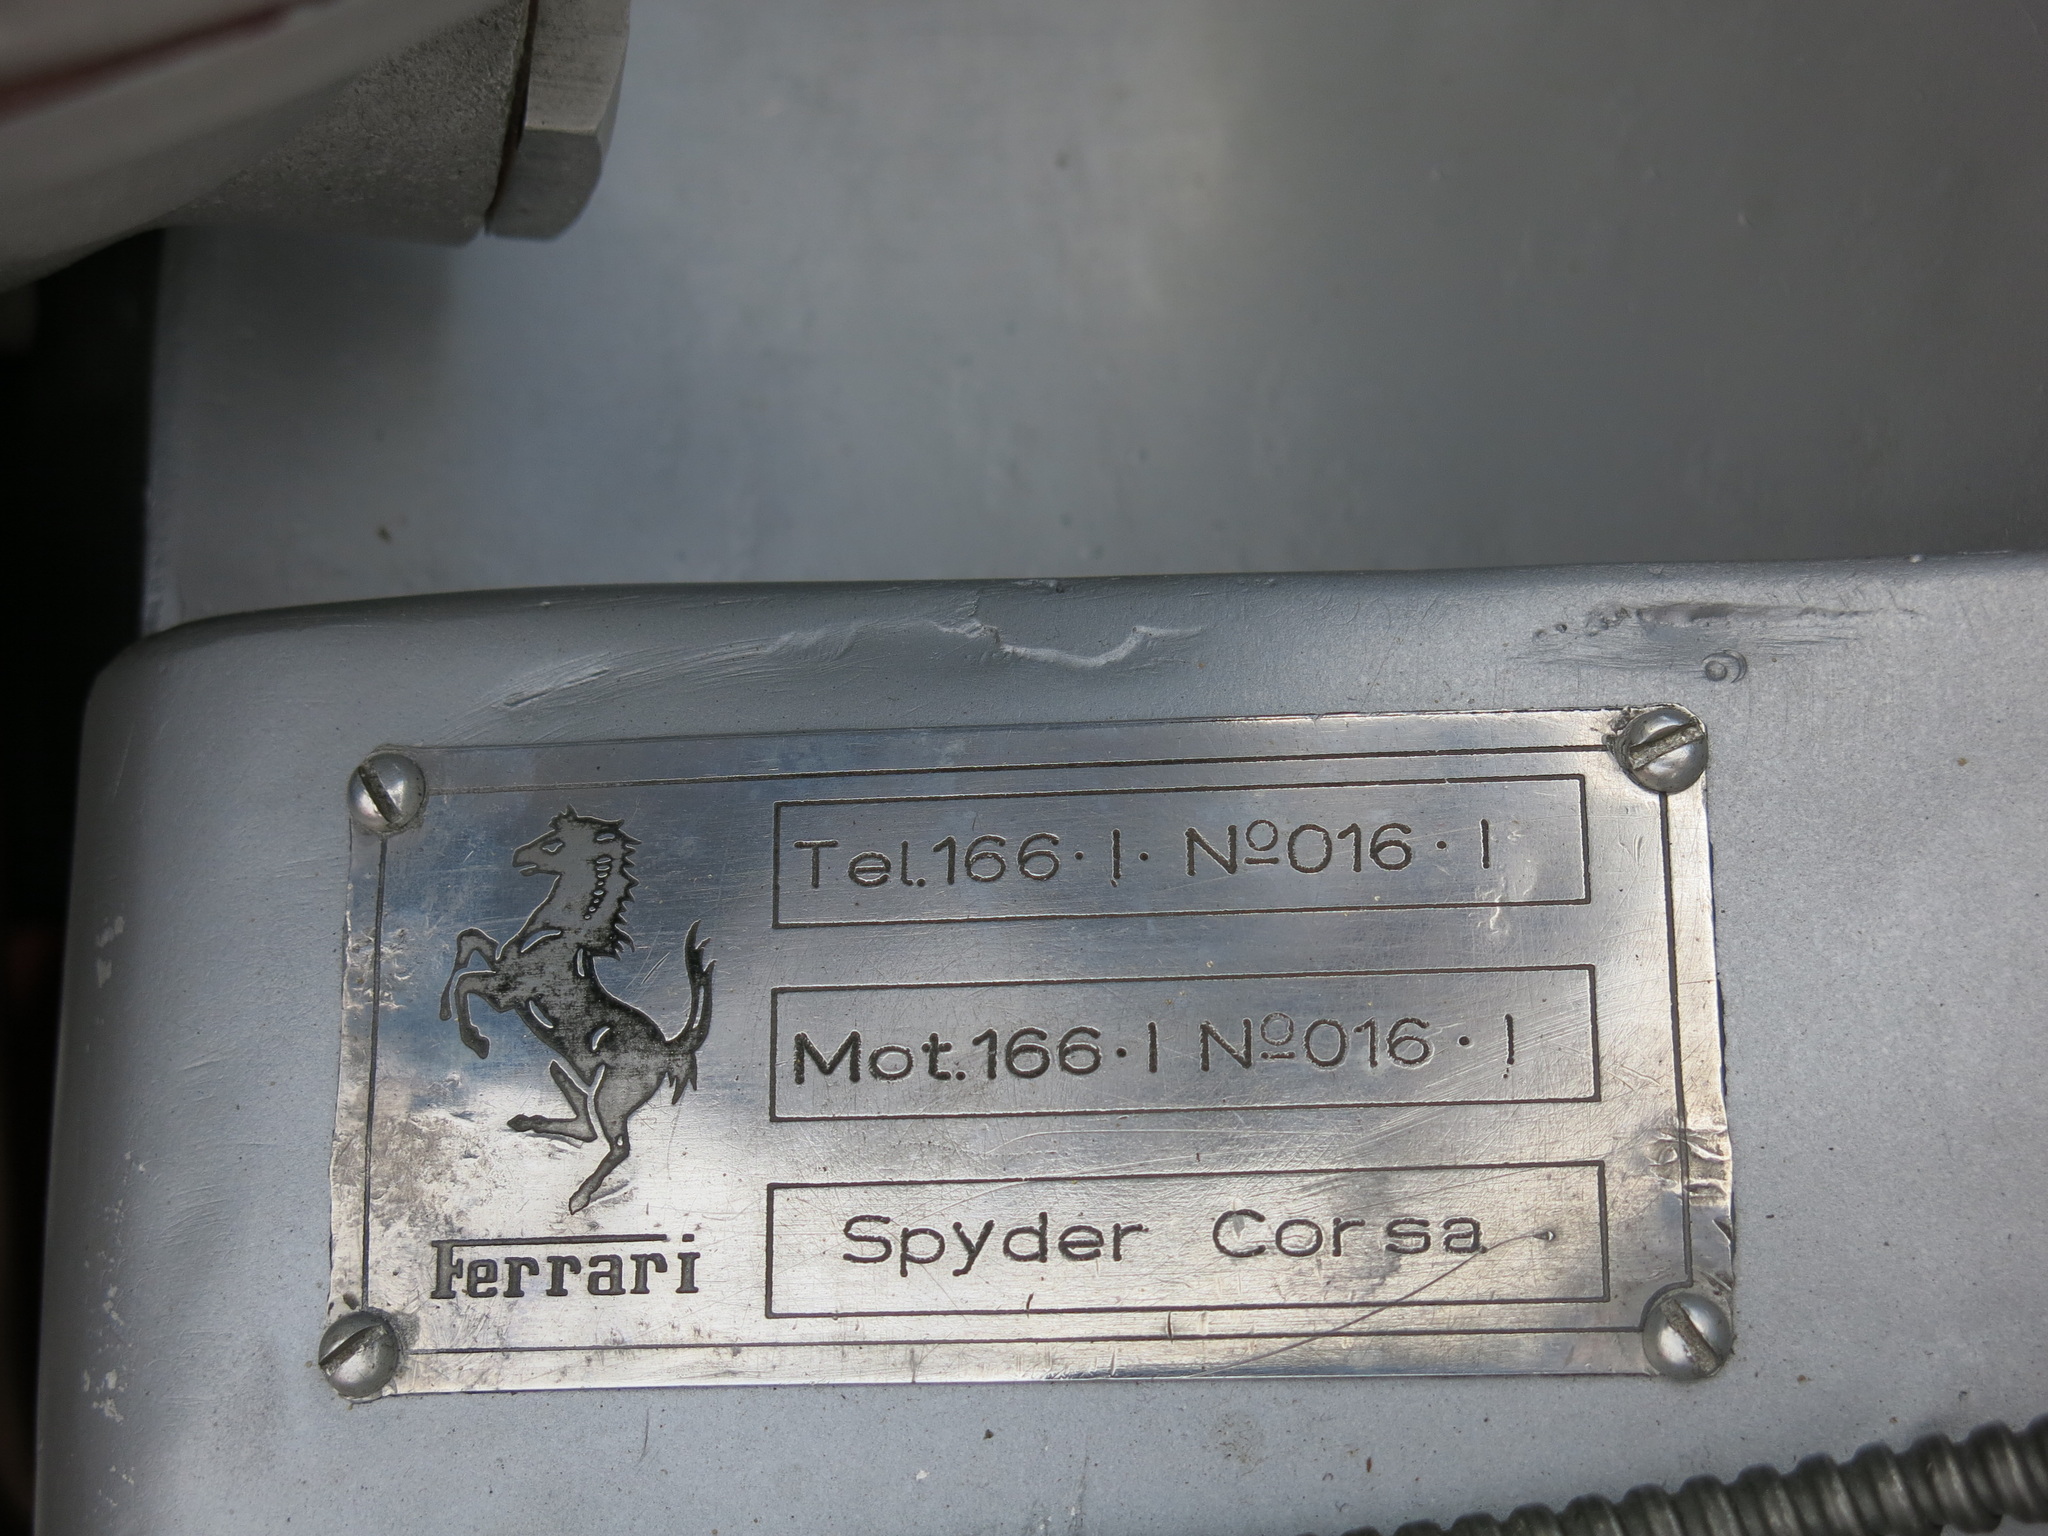 Tel.166·I· Nº016·I
Mot.166·I Nº016·I
Spyder Corsa
Ferrari